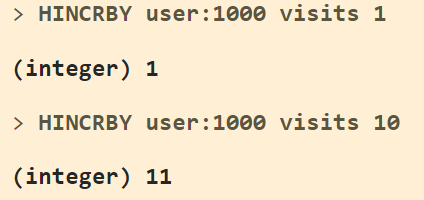 > HINCRBY user:1000 visits 1
(integer) 1
> HINCRBY user:1000 visits 10
(integer) 11